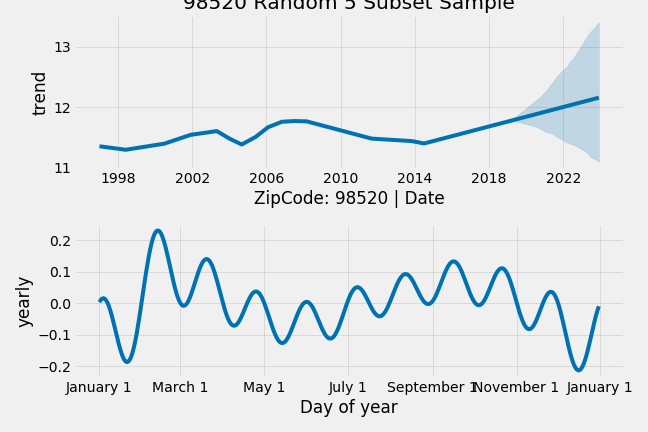 98520 Random 5 Subset Sample
13
12
11
trend
1998 2002 2006 2010 2014 2018 2022
ZipCode: 98520 | Date
0.2
0.1
0.0
−0.1
−0.2
yearly
January 1 March 1 May 1 July 1 September 1 November 1 January 1
Day of year